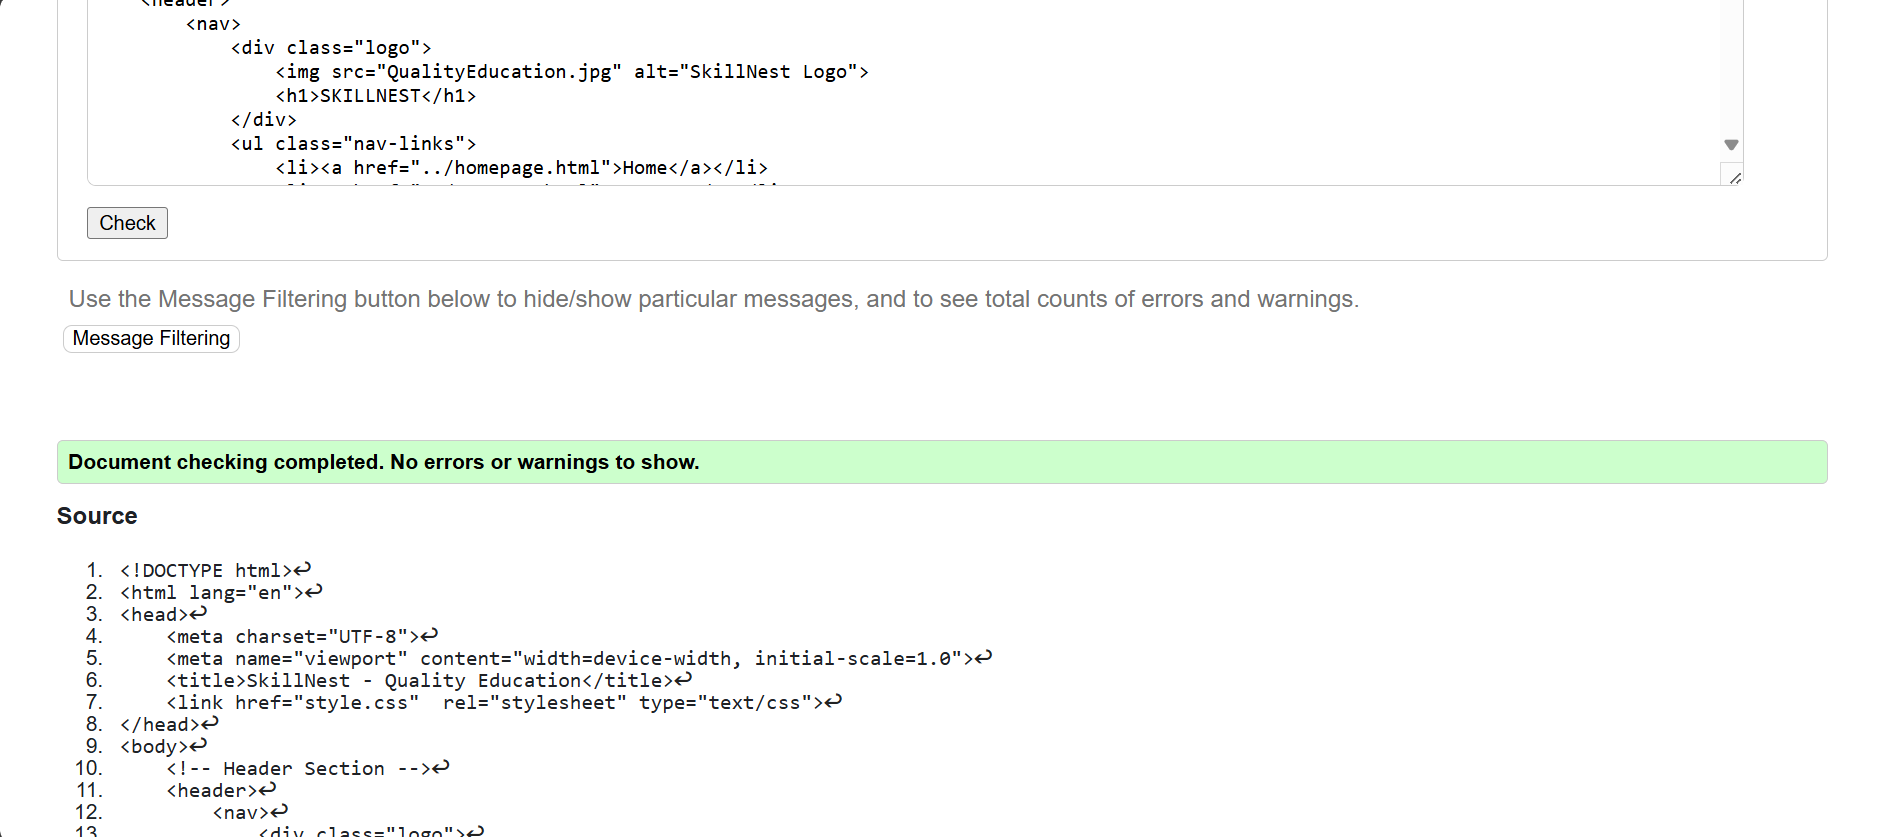 <header>
<nav>
<div class="logo">
<img src="QualityEducation.jpg" alt="SkillNest Logo">
<h1>SKILLNEST</h1>
</div>
<ul class="nav-links">
<li><a href="../homepage.html">Home</a></li>
Check
Use the Message Filtering button below to hide/show particular messages, and to see total counts of errors and warnings.
Message Filtering
Document checking completed. No errors or warnings to show.
Source
1. <!DOCTYPE html>↩
2. <html lang="en">↩
3. <head>↩
4. <meta charset="UTF-8">↩
5. <meta name="viewport" content="width=device-width, initial-scale=1.0">↩
6. <title>SkillNest - Quality Education</title>↩
7. <link href="style.css"  rel="stylesheet" type="text/css">↩
8. </head>↩
9. <body>↩
10. <!-- Header Section -->↩
11. <header>↩
12. <nav>↩
13. <div class="logo">↩